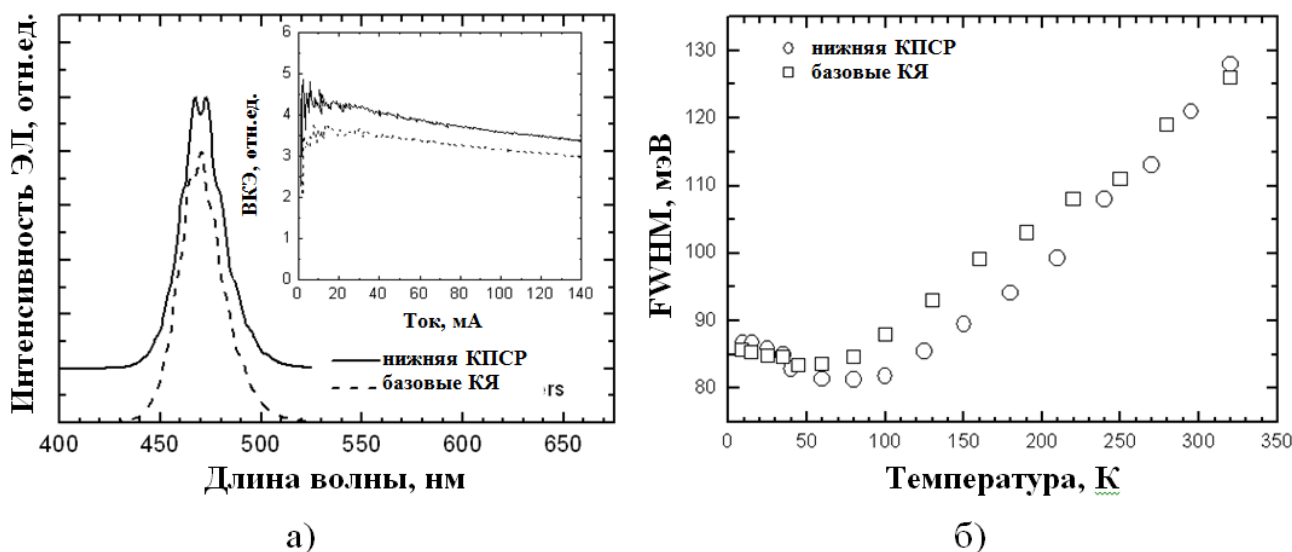 Интенсивность ЭЛ, отн.ед.
6
5
4
3
2
1
0
ВКЭ, отн.ед.
0 20 40 60 80 100 120 140
Ток, мА
нижняя КПСР
базовые КЯ
rs
400 450 500 550 600 650
Длина волны, нм
а)
FWHM, мэВ
130
120
110
100
90
80
нижняя КПСР
базовые КЯ
0 50 100 150 200 250 300 350
Температура, К
б)